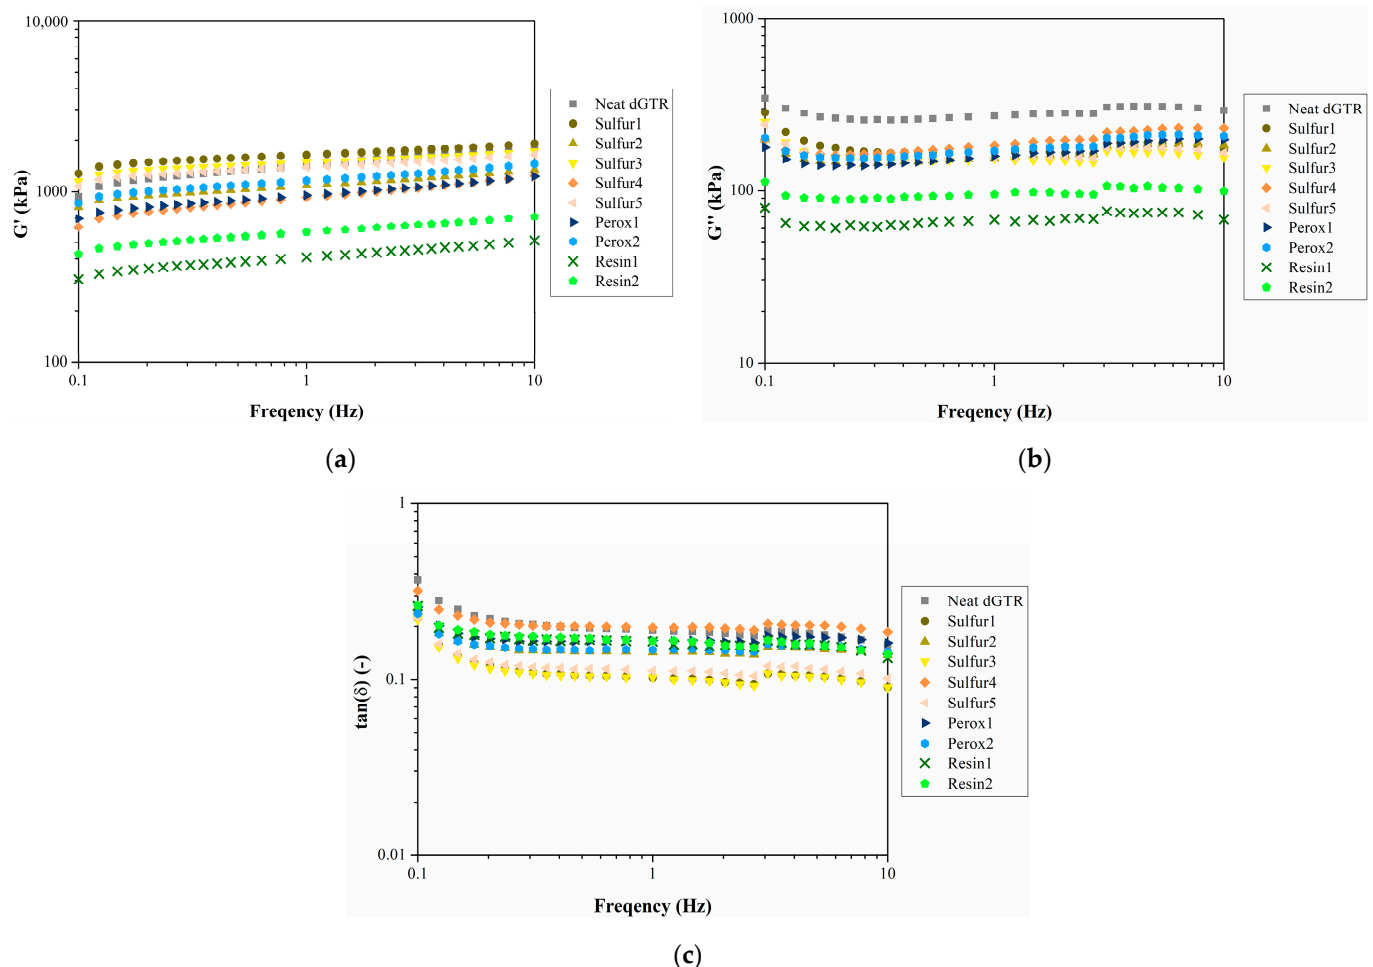 10,000
1000
100
G' (kPa)
0.1
1
10
Freqency (Hz)
Neat dGTR
Sulfur1
Sulfur2
Sulfur3
Sulfur4
Sulfur5
Perox1
Perox2
Resin1
Resin2
(a)
1000
100
10
G" (kPa)
0.1
1
10
Freqency (Hz)
Neat dGTR
Sulfur1
Sulfur2
Sulfur3
Sulfur4
Sulfur5
Perox1
Perox2
Resin1
Resin2
(b)
1
0.1
0.01
tan(δ) (-)
0.1
1
10
Freqency (Hz)
Neat dGTR
Sulfur1
Sulfur2
Sulfur3
Sulfur4
Sulfur5
Perox1
Perox2
Resin1
Resin2
(c)